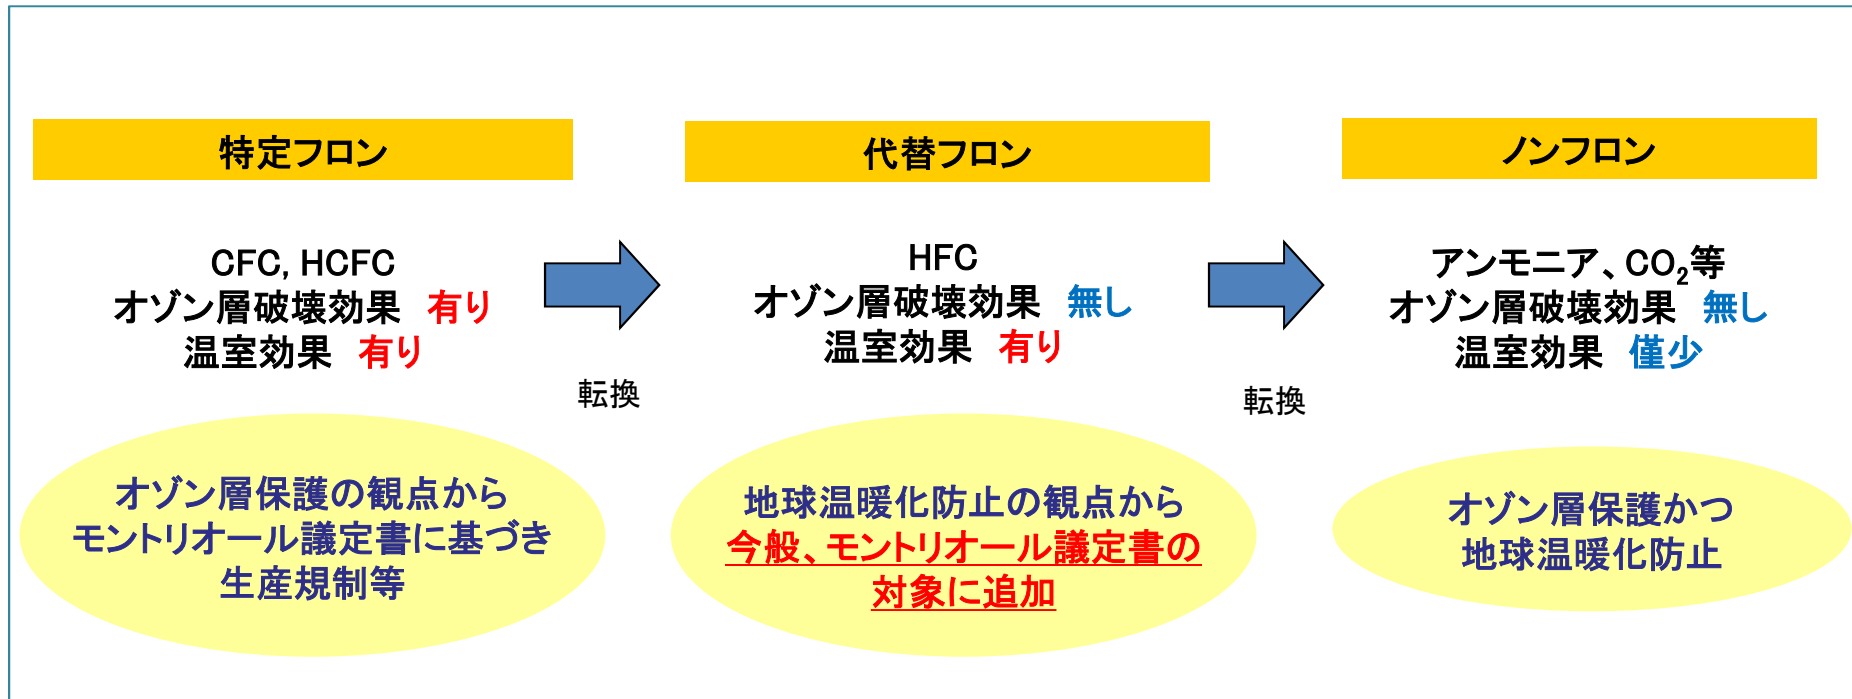 特定フロン
CFC, HCFC
オゾン層破壊効果　有り
温室効果　有り
オゾン層保護の観点から
モントリオール議定書に基づき
生産規制等
転換
代替フロン
HFC
オゾン層破壊効果　無し
温室効果　有り
地球温暖化防止の観点から
今般、モントリオール議定書の
対象に追加
転換
ノンフロン
アンモニア、CO₂等
オゾン層破壊効果　無し
温室効果　僅少
オゾン層保護かつ
地球温暖化防止